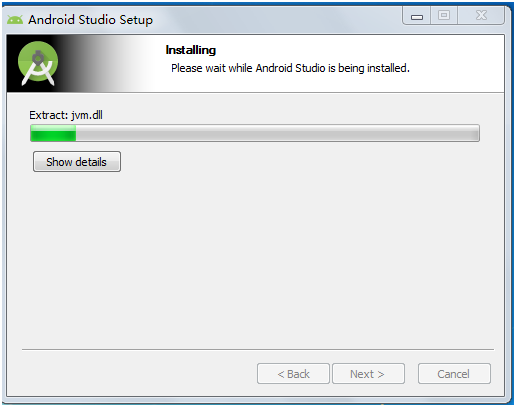 Android Studio Setup
Installing
Please wait while Android Studio is being installed.
Extract: jvm.dll
Show details
< Back
Next >
Cancel